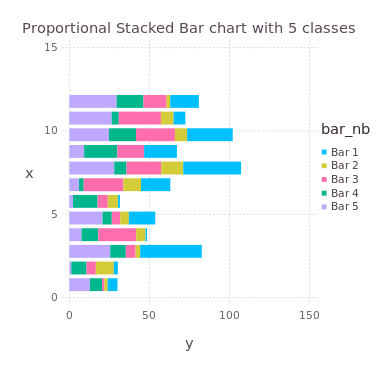 Proportional Stacked Bar chart with 5 classes
15
10
5
0
x
0 50 100 150
y
bar_nb
Bar 1
Bar 2
Bar 3
Bar 4
Bar 5